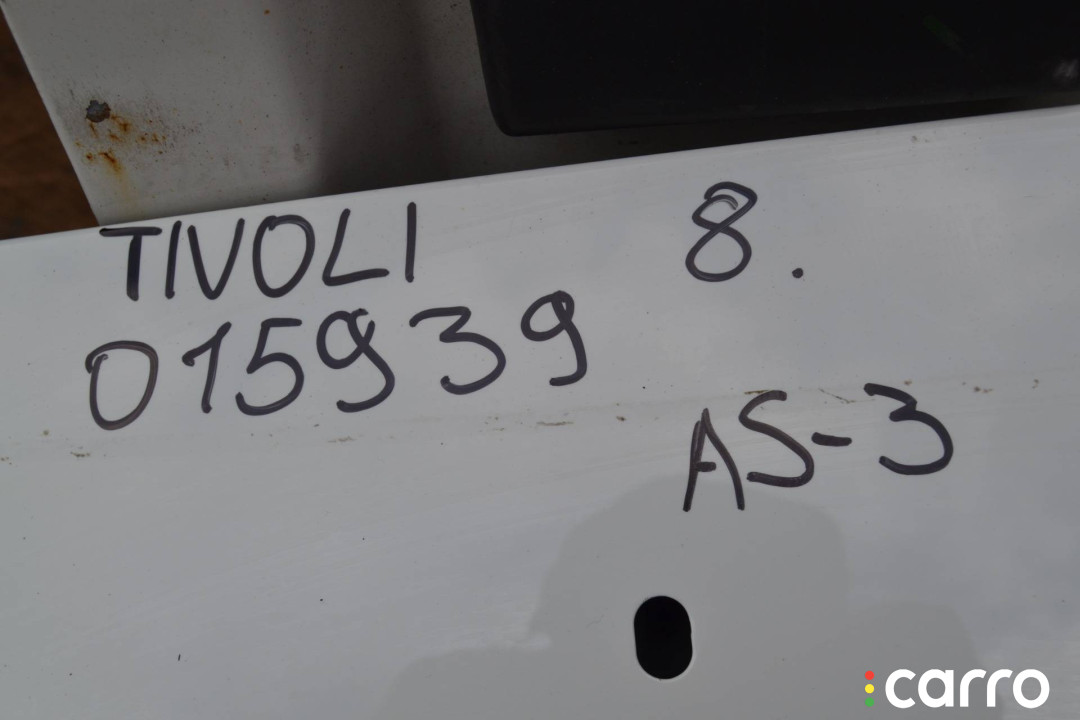 TIVOLI 8.
015939
AS-3
carro